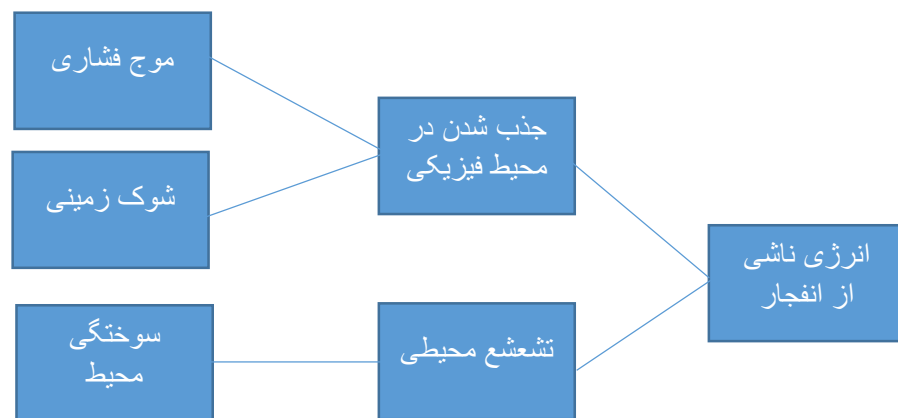 موج فشاری
جذب شدن در
محیط فیزیکی
شوک زمینی
انرژی ناشی
از انفجار
سوختگی
محیط
تشعشع محیطی